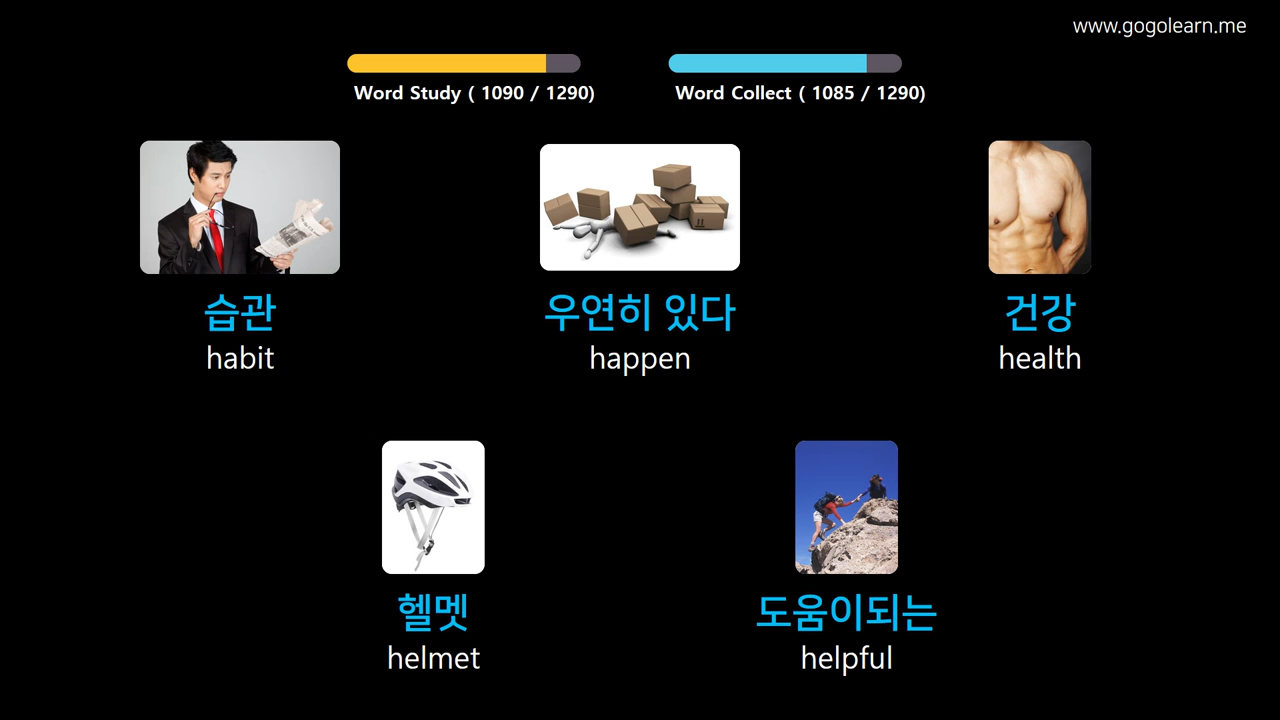 www.gogolearn.me
Word Study ( 1090 / 1290)
Word Collect ( 1085 / 1290)
습관
habit
우연히 있다
happen
건강
health
헬멧
helmet
도움이되는
helpful